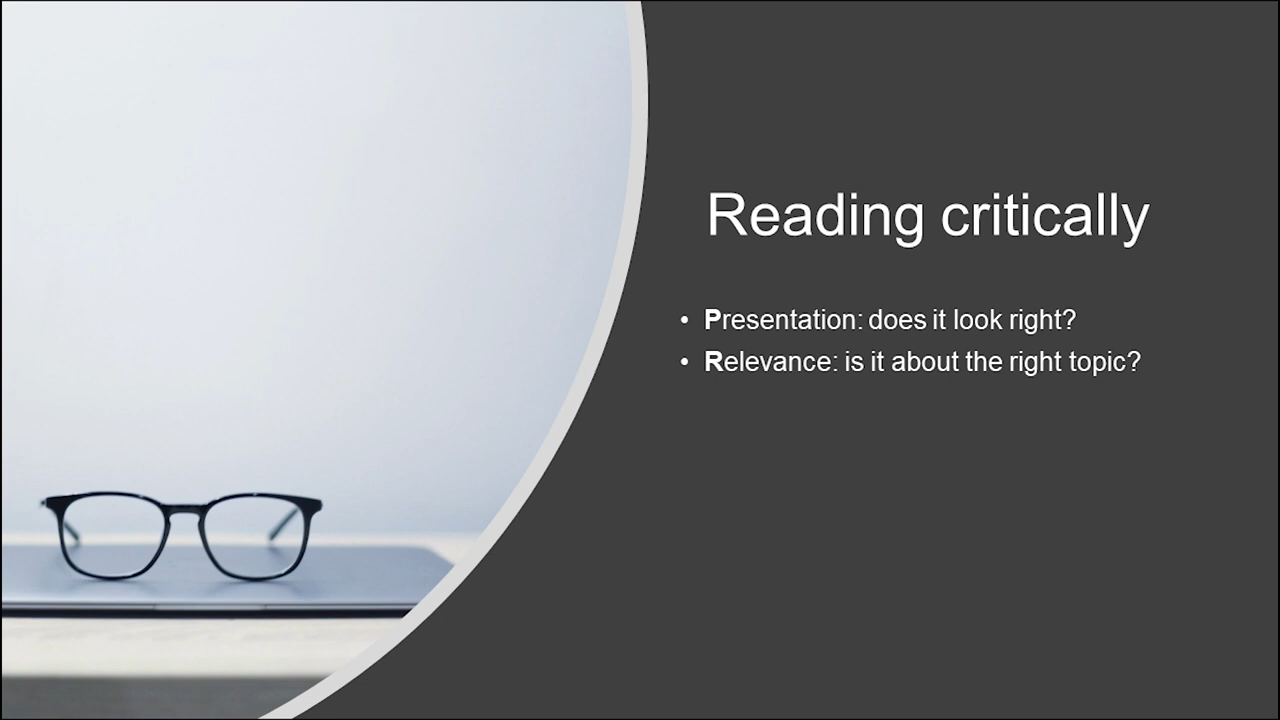 Reading critically
• Presentation: does it look right?
• Relevance: is it about the right topic?